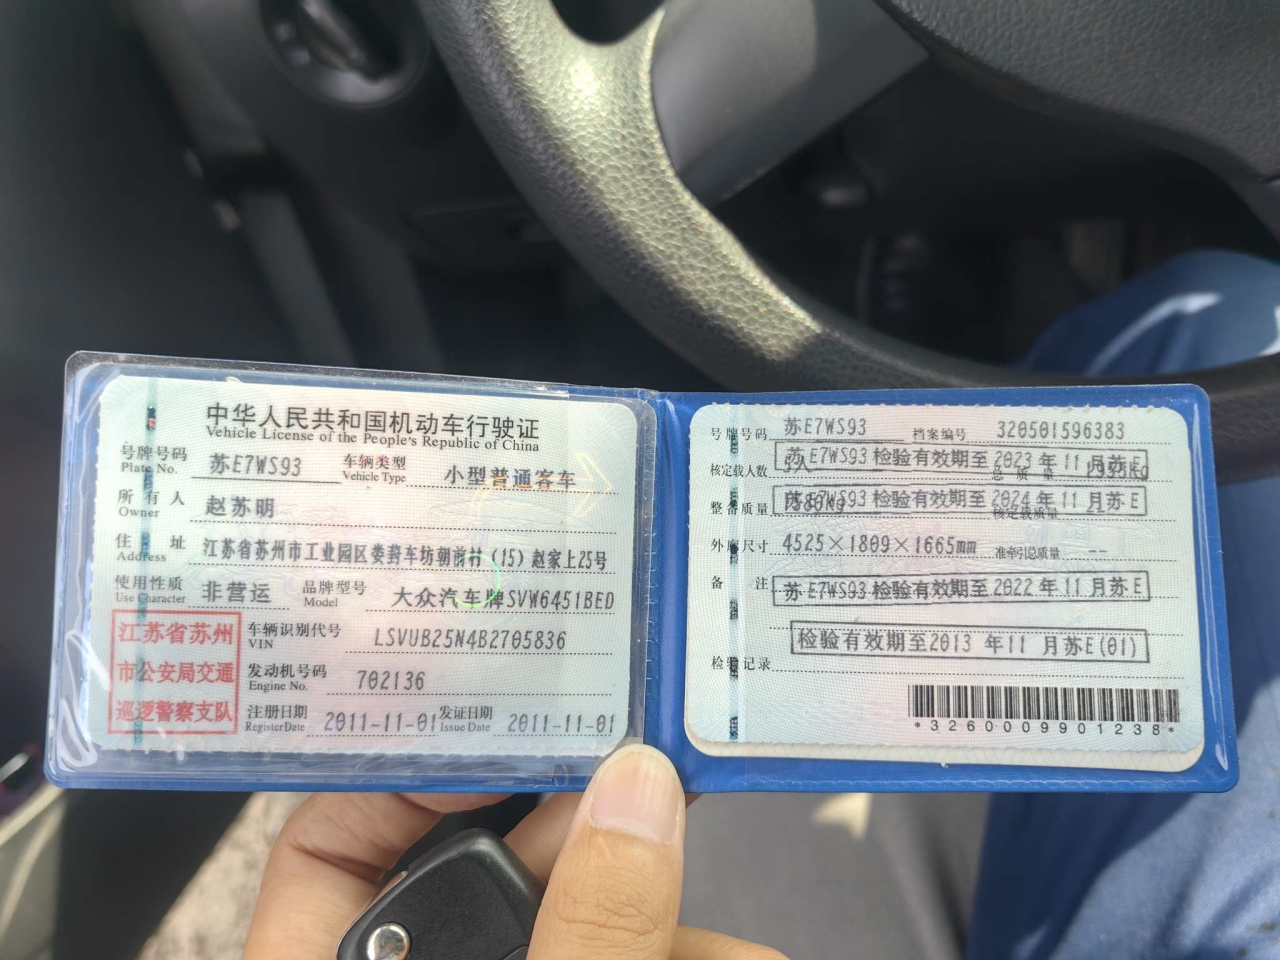 中华人民共和国机动车行驶证
Vehicle License of the People's Republic of China
号牌号码 苏E7WS93 车辆类型 小型普通客车
Plate No. Vehicle Type
所有人 赵苏明
Owner
住址 江苏省苏州市工业园区娄葑车坊朝前村（15）赵家上25号
Address
使用性质 非营运 品牌型号 大众汽车牌SVW6451BED
Use Character Model
江苏省苏州
市公安局交通
巡逻警察支队
车辆识别代号 LSVUB25N4B2705836
VIN
发动机号码 702136
Engine No.
注册日期 2011-11-01 发证日期 2011-11-01
Register Date Issue Date
号牌号码 苏E7WS93 档案编号 320501596383
苏E7WS93检验有效期至2023年11月苏E
核定载人数 5人 总质量
苏E7WS93检验有效期至2024年11月苏E
整备质量 1580kg 核定载质量 --
外廓尺寸 4525×1809×1665mm 准牵引总质量 --
备注 苏E7WS93检验有效期至2022年11月苏E
检验有效期至2013年11月苏E(01)
检验记录
*3260009901238*